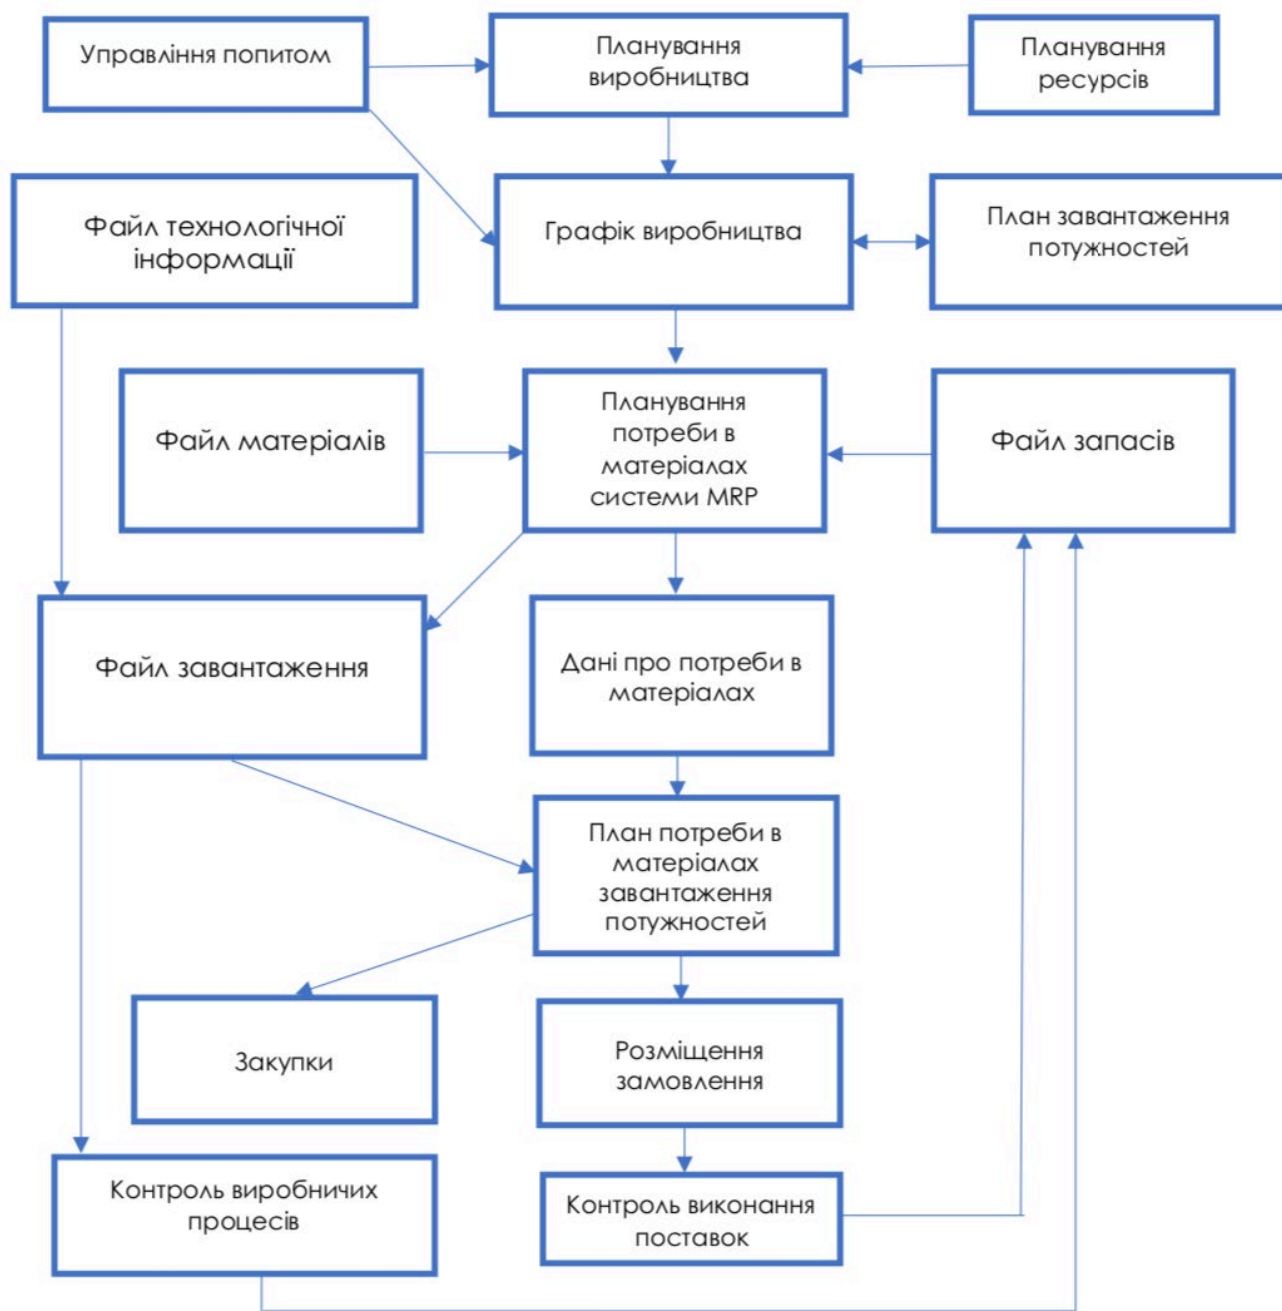 Управління попитом
Планування
виробництва
Планування
ресурсів
Файл технологічної
інформації
Графік виробництва
План завантаження
потужностей
Файл матеріалів
Планування
потреби в
матеріалах
системи MRP
Файл запасів
Файл завантаження
Дані про потреби в
матеріалах
План потреби в
матеріалах
завантаження
потужностей
Закупки
Розміщення
замовлення
Контроль виробничих
процесів
Контроль виконання
поставок